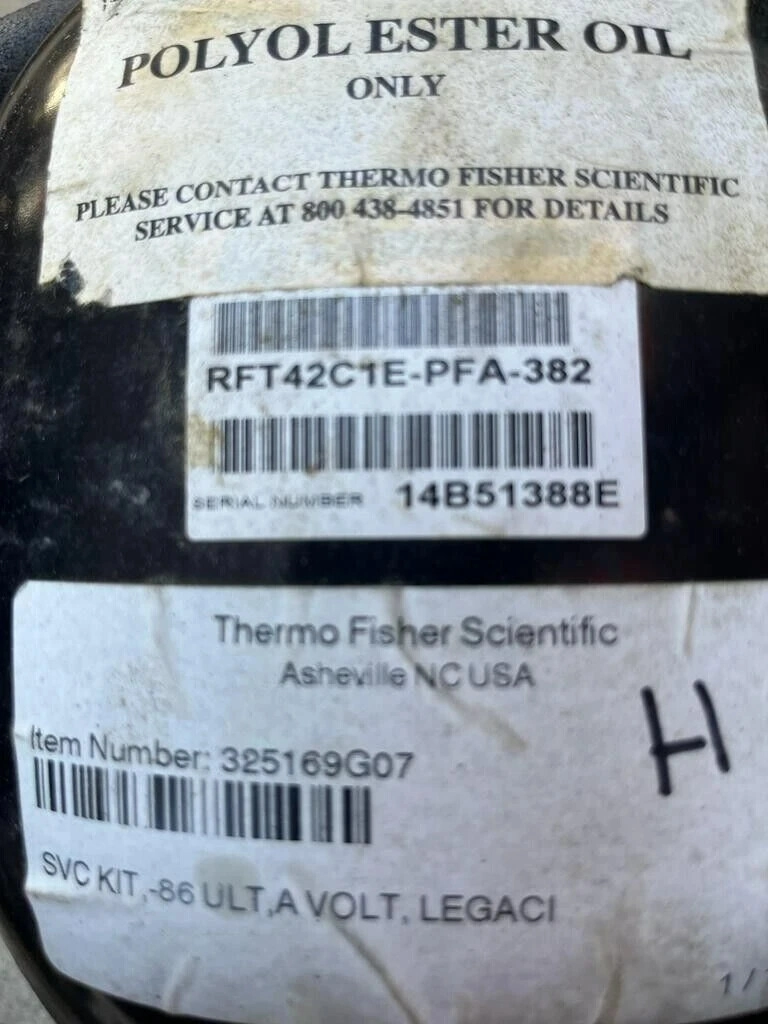 POLYOL ESTER OIL
ONLY
PLEASE CONTACT THERMO FISHER SCIENTIFIC
SERVICE AT 800 438-4851 FOR DETAILS
RFT42C1E-PFA-382
SERIAL NUMBER 14B51388E
Thermo Fisher Scientific
Asheville NC USA
H
Item Number: 325169G07
SVC KIT,-86 ULT,A VOLT, LEGACI
1/